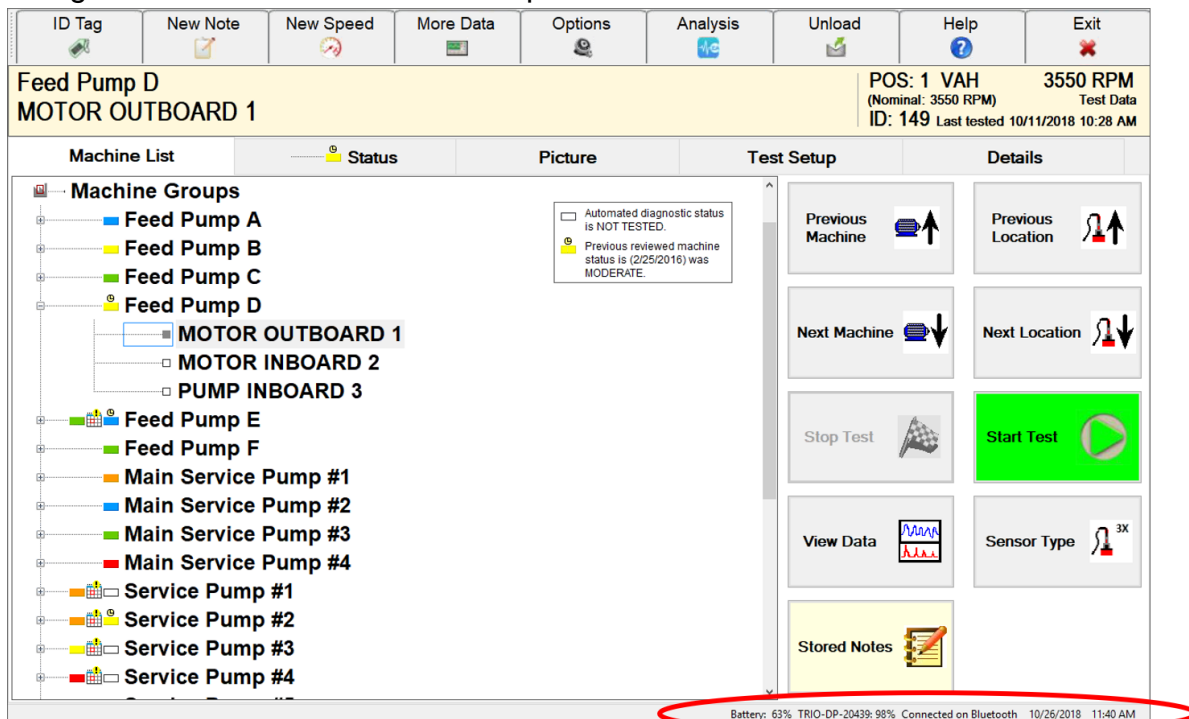 ID Tag New Note New Speed More Data Options Analysis Unload Help Exit
Feed Pump D
MOTOR OUTBOARD 1
POS: 1 VAH 3550 RPM
(Nominal: 3550 RPM) Test Data
ID: 149 Last tested 10/11/2018 10:28 AM
Machine List Status Picture Test Setup Details
Machine Groups
Feed Pump A
Feed Pump B
Feed Pump C
Feed Pump D
MOTOR OUTBOARD 1
MOTOR INBOARD 2
PUMP INBOARD 3
Feed Pump E
Feed Pump F
Main Service Pump #1
Main Service Pump #2
Main Service Pump #3
Main Service Pump #4
Service Pump #1
Service Pump #2
Service Pump #3
Service Pump #4
Automated diagnostic status
is NOT TESTED.
Previous reviewed machine
status is (2/25/2016) was
MODERATE.
Previous
Machine
Previous
Location
Next Machine
Next Location
Stop Test
Start Test
View Data
Sensor Type 3X
Stored Notes
Battery: 63% TRIO-DP-20439: 98% Connected on Bluetooth 10/26/2018 11:40 AM